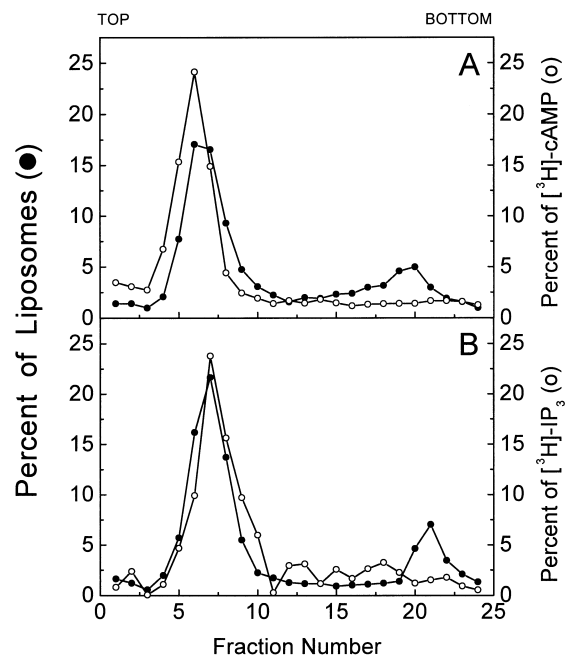 TOP BOTTOM
A
25 25
20 20
15 15
10 10
5 5
0 0
B
25 25
20 20
15 15
10 10
5 5
0 0
0 5 10 15 20 25
Fraction Number
Percent of Liposomes (●)
Percent of [³H]-cAMP (o)
Percent of [³H]-IP₃ (o)